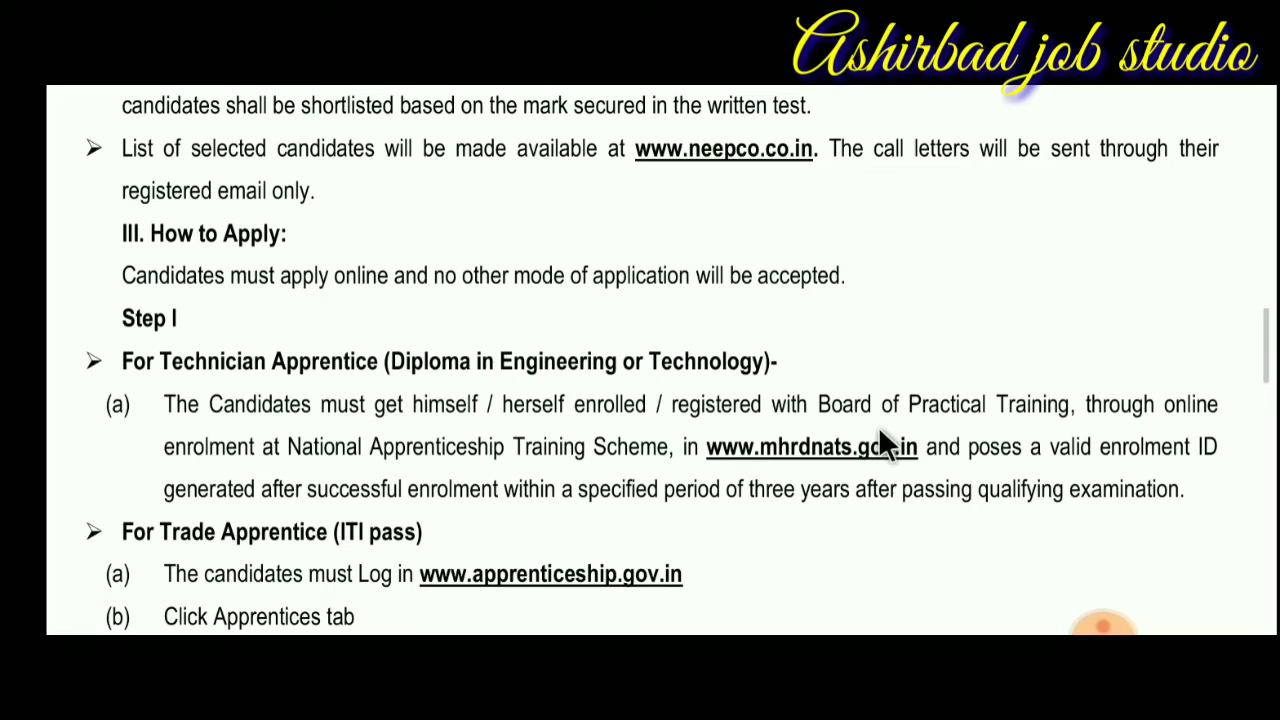 Ashirbad job studio
candidates shall be shortlisted based on the mark secured in the written test.
➢ List of selected candidates will be made available at www.neepco.co.in. The call letters will be sent through their
registered email only.
III. How to Apply:
Candidates must apply online and no other mode of application will be accepted.
Step I
➢ For Technician Apprentice (Diploma in Engineering or Technology)-
(a) The Candidates must get himself / herself enrolled / registered with Board of Practical Training, through online
enrolment at National Apprenticeship Training Scheme, in www.mhrdnats.gov.in and poses a valid enrolment ID
generated after successful enrolment within a specified period of three years after passing qualifying examination.
➢ For Trade Apprentice (ITI pass)
(a) The candidates must Log in www.apprenticeship.gov.in
(b) Click Apprentices tab